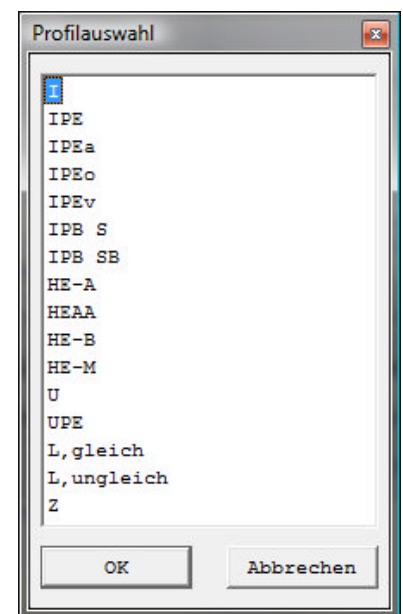 Profilauswahl
I
IPE
IPEa
IPEo
IPEv
IPB S
IPB SB
HE-A
HEAA
HE-B
HE-M
U
UPE
L,gleich
L,ungleich
Z
OK Abbrechen